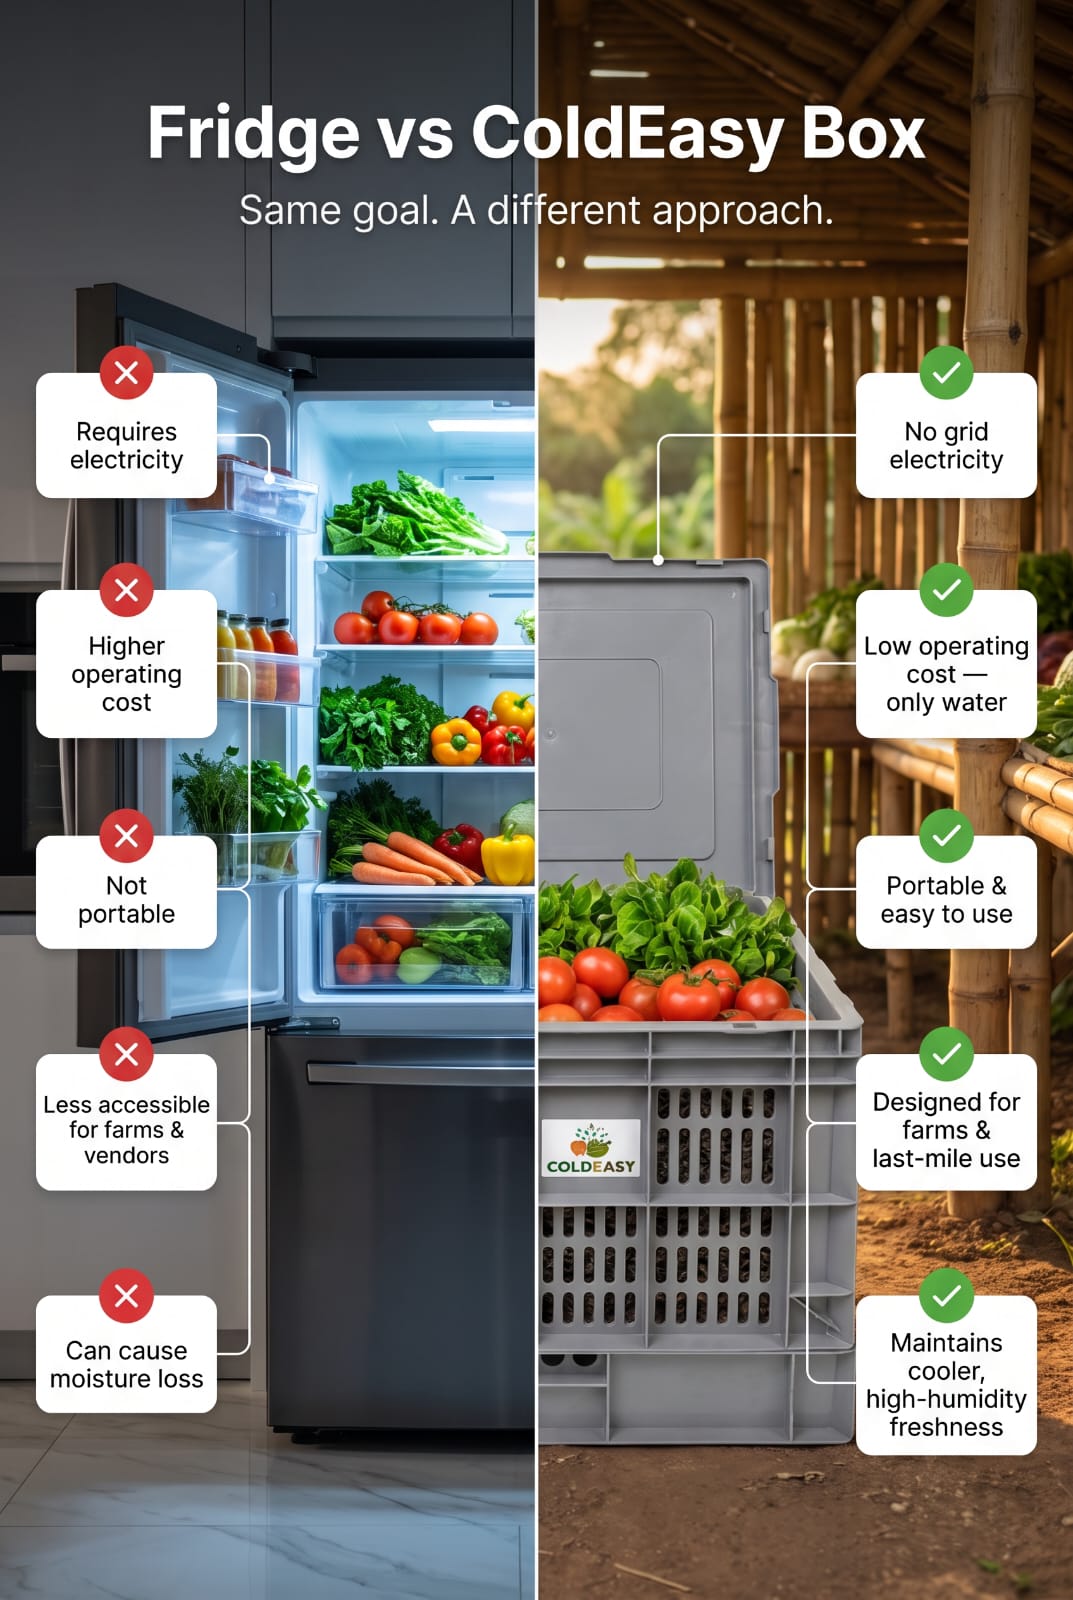 Fridge vs ColdEasy Box
Same goal. A different approach.
Requires
electricity
Higher
operating
cost
Not
portable
Less accessible
for farms &
vendors
Can cause
moisture loss
No grid
electricity
Low operating
cost —
only water
Portable &
easy to use
Designed for
farms &
last-mile use
Maintains
cooler,
high-humidity
freshness
COLDEASY